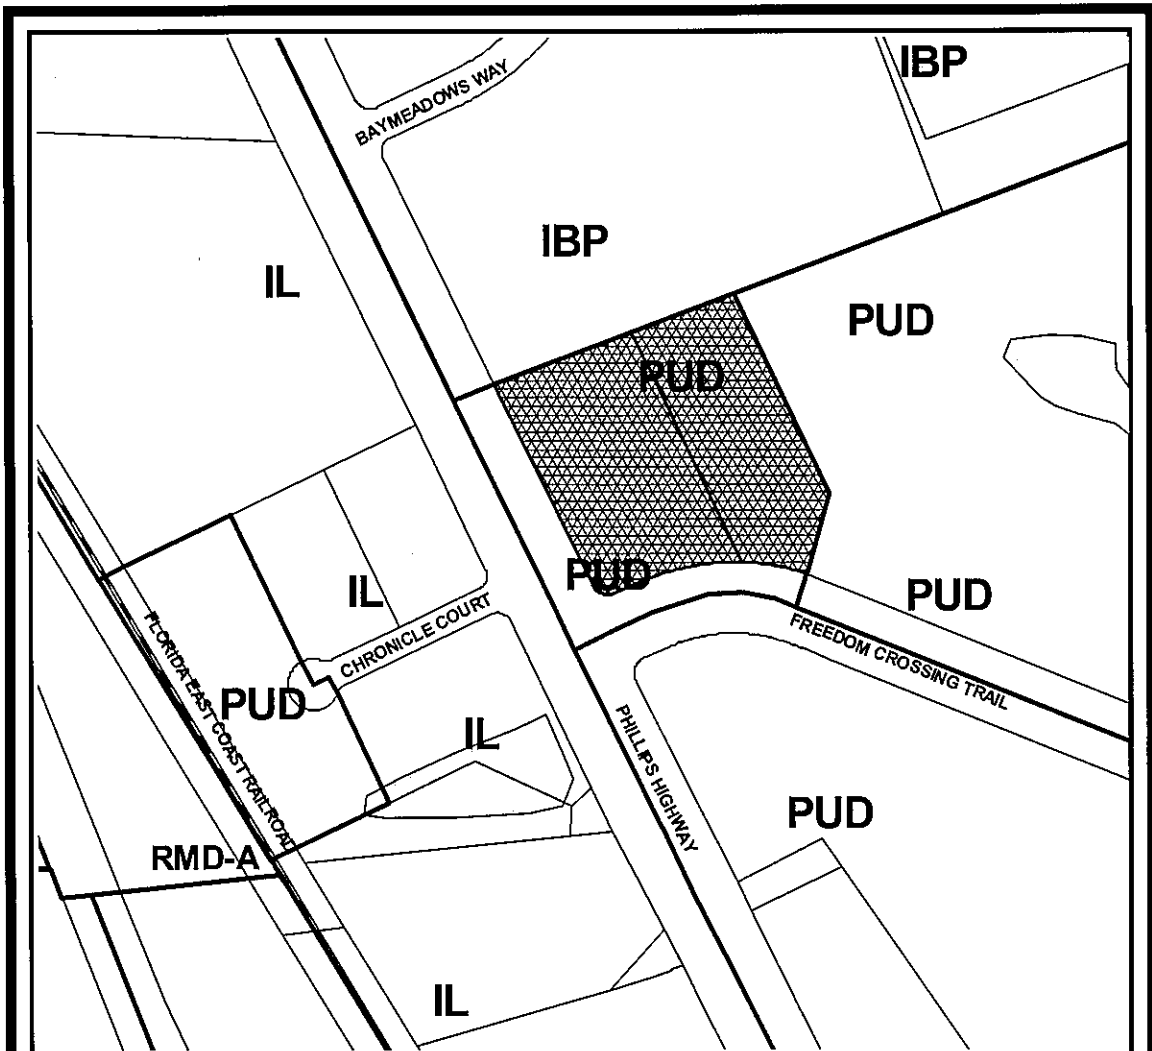 IBP
BAYMEADOWS WAY
IBP
IL
PUD
PUD
PUD
IL
PUD
CHRONICLE COURT
FREEDOM CROSSING TRAIL
FLORIDA EAST COAST RAILROAD
PUD
IL
PHILLIPS HIGHWAY
PUD
RMD-A
IL